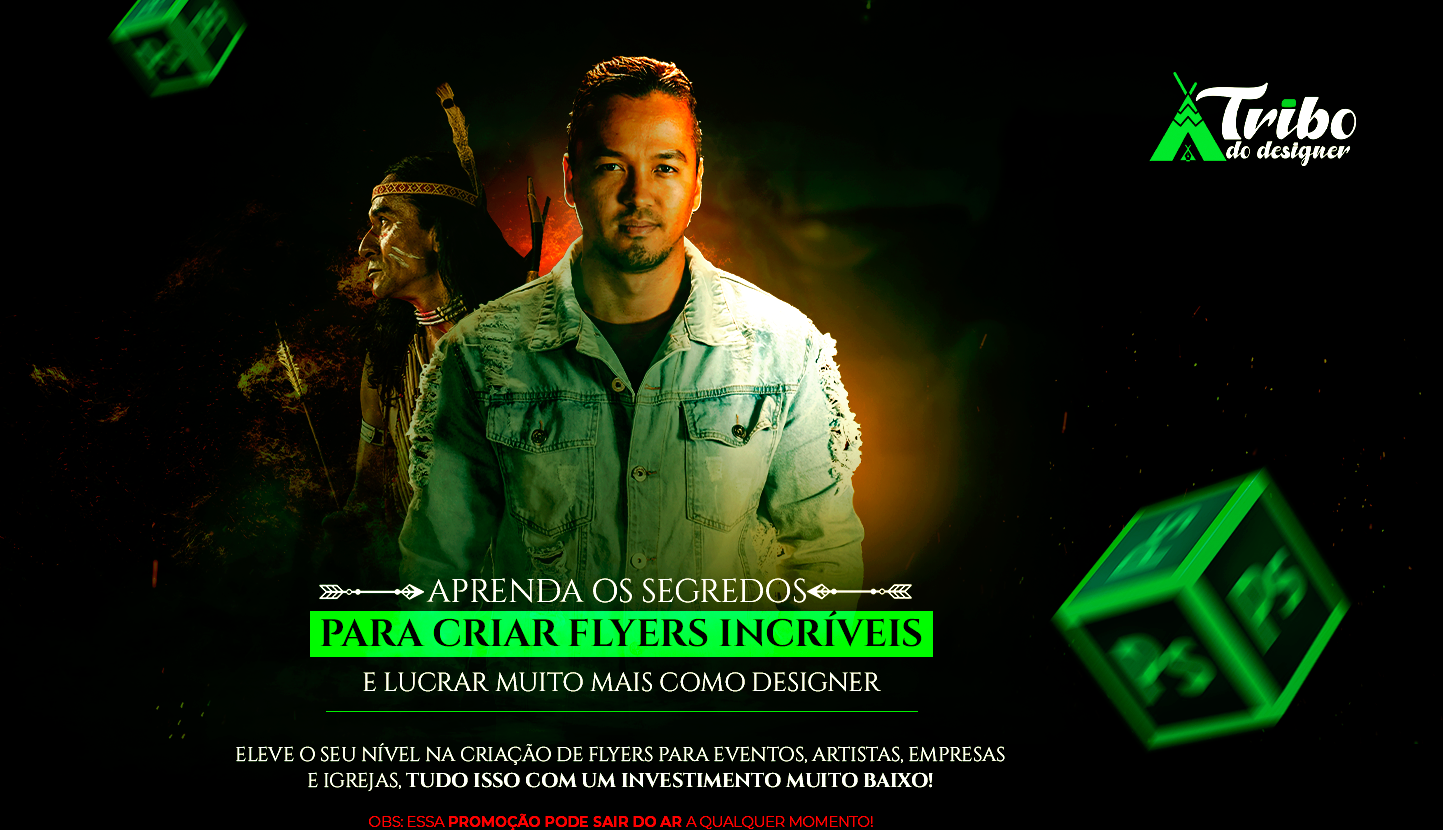 Tribo
do designer
APRENDA OS SEGREDOS
PARA CRIAR FLYERS INCRÍVEIS
E LUCRAR MUITO MAIS COMO DESIGNER
ELEVE O SEU NÍVEL NA CRIAÇÃO DE FLYERS PARA EVENTOS, ARTISTAS, EMPRESAS
E IGREJAS, TUDO ISSO COM UM INVESTIMENTO MUITO BAIXO!
OBS: ESSA PROMOÇÃO PODE SAIR DO AR A QUALQUER MOMENTO!
Ps
Ps